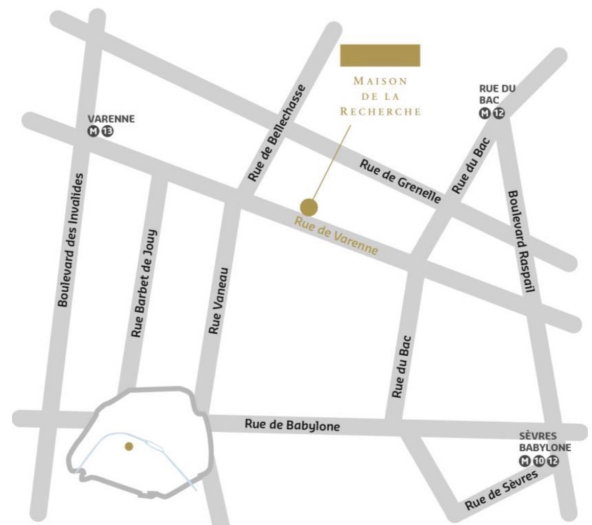 MAISON
DE LA
RECHERCHE
RUE DU
BAC
M 12
VARENNE
M 13
Rue de Bellechasse
Rue de Grenelle
Rue du Bac
Boulevard des Invalides
Rue Barbet de Jouy
Rue Vaneau
Rue de Varenne
Boulevard Raspail
Rue du Bac
Rue de Babylone
SÈVRES
BABYLONE
M 10 12
Rue de Sèvres